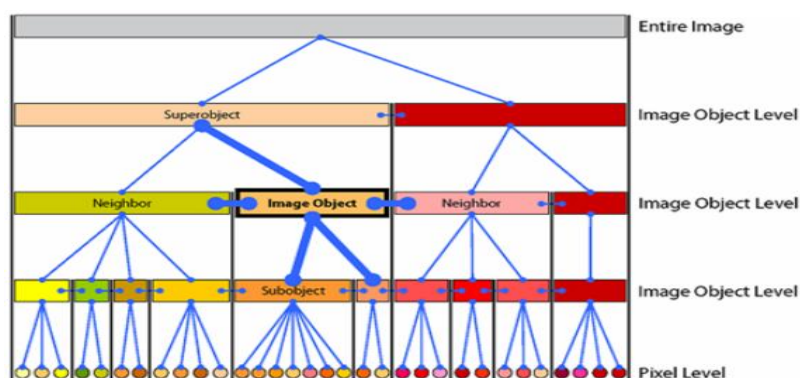 Entire Image
Superobject
Image Object Level
Neighbor
Image Object
Neighbor
Image Object Level
Subobject
Image Object Level
Pixel Level